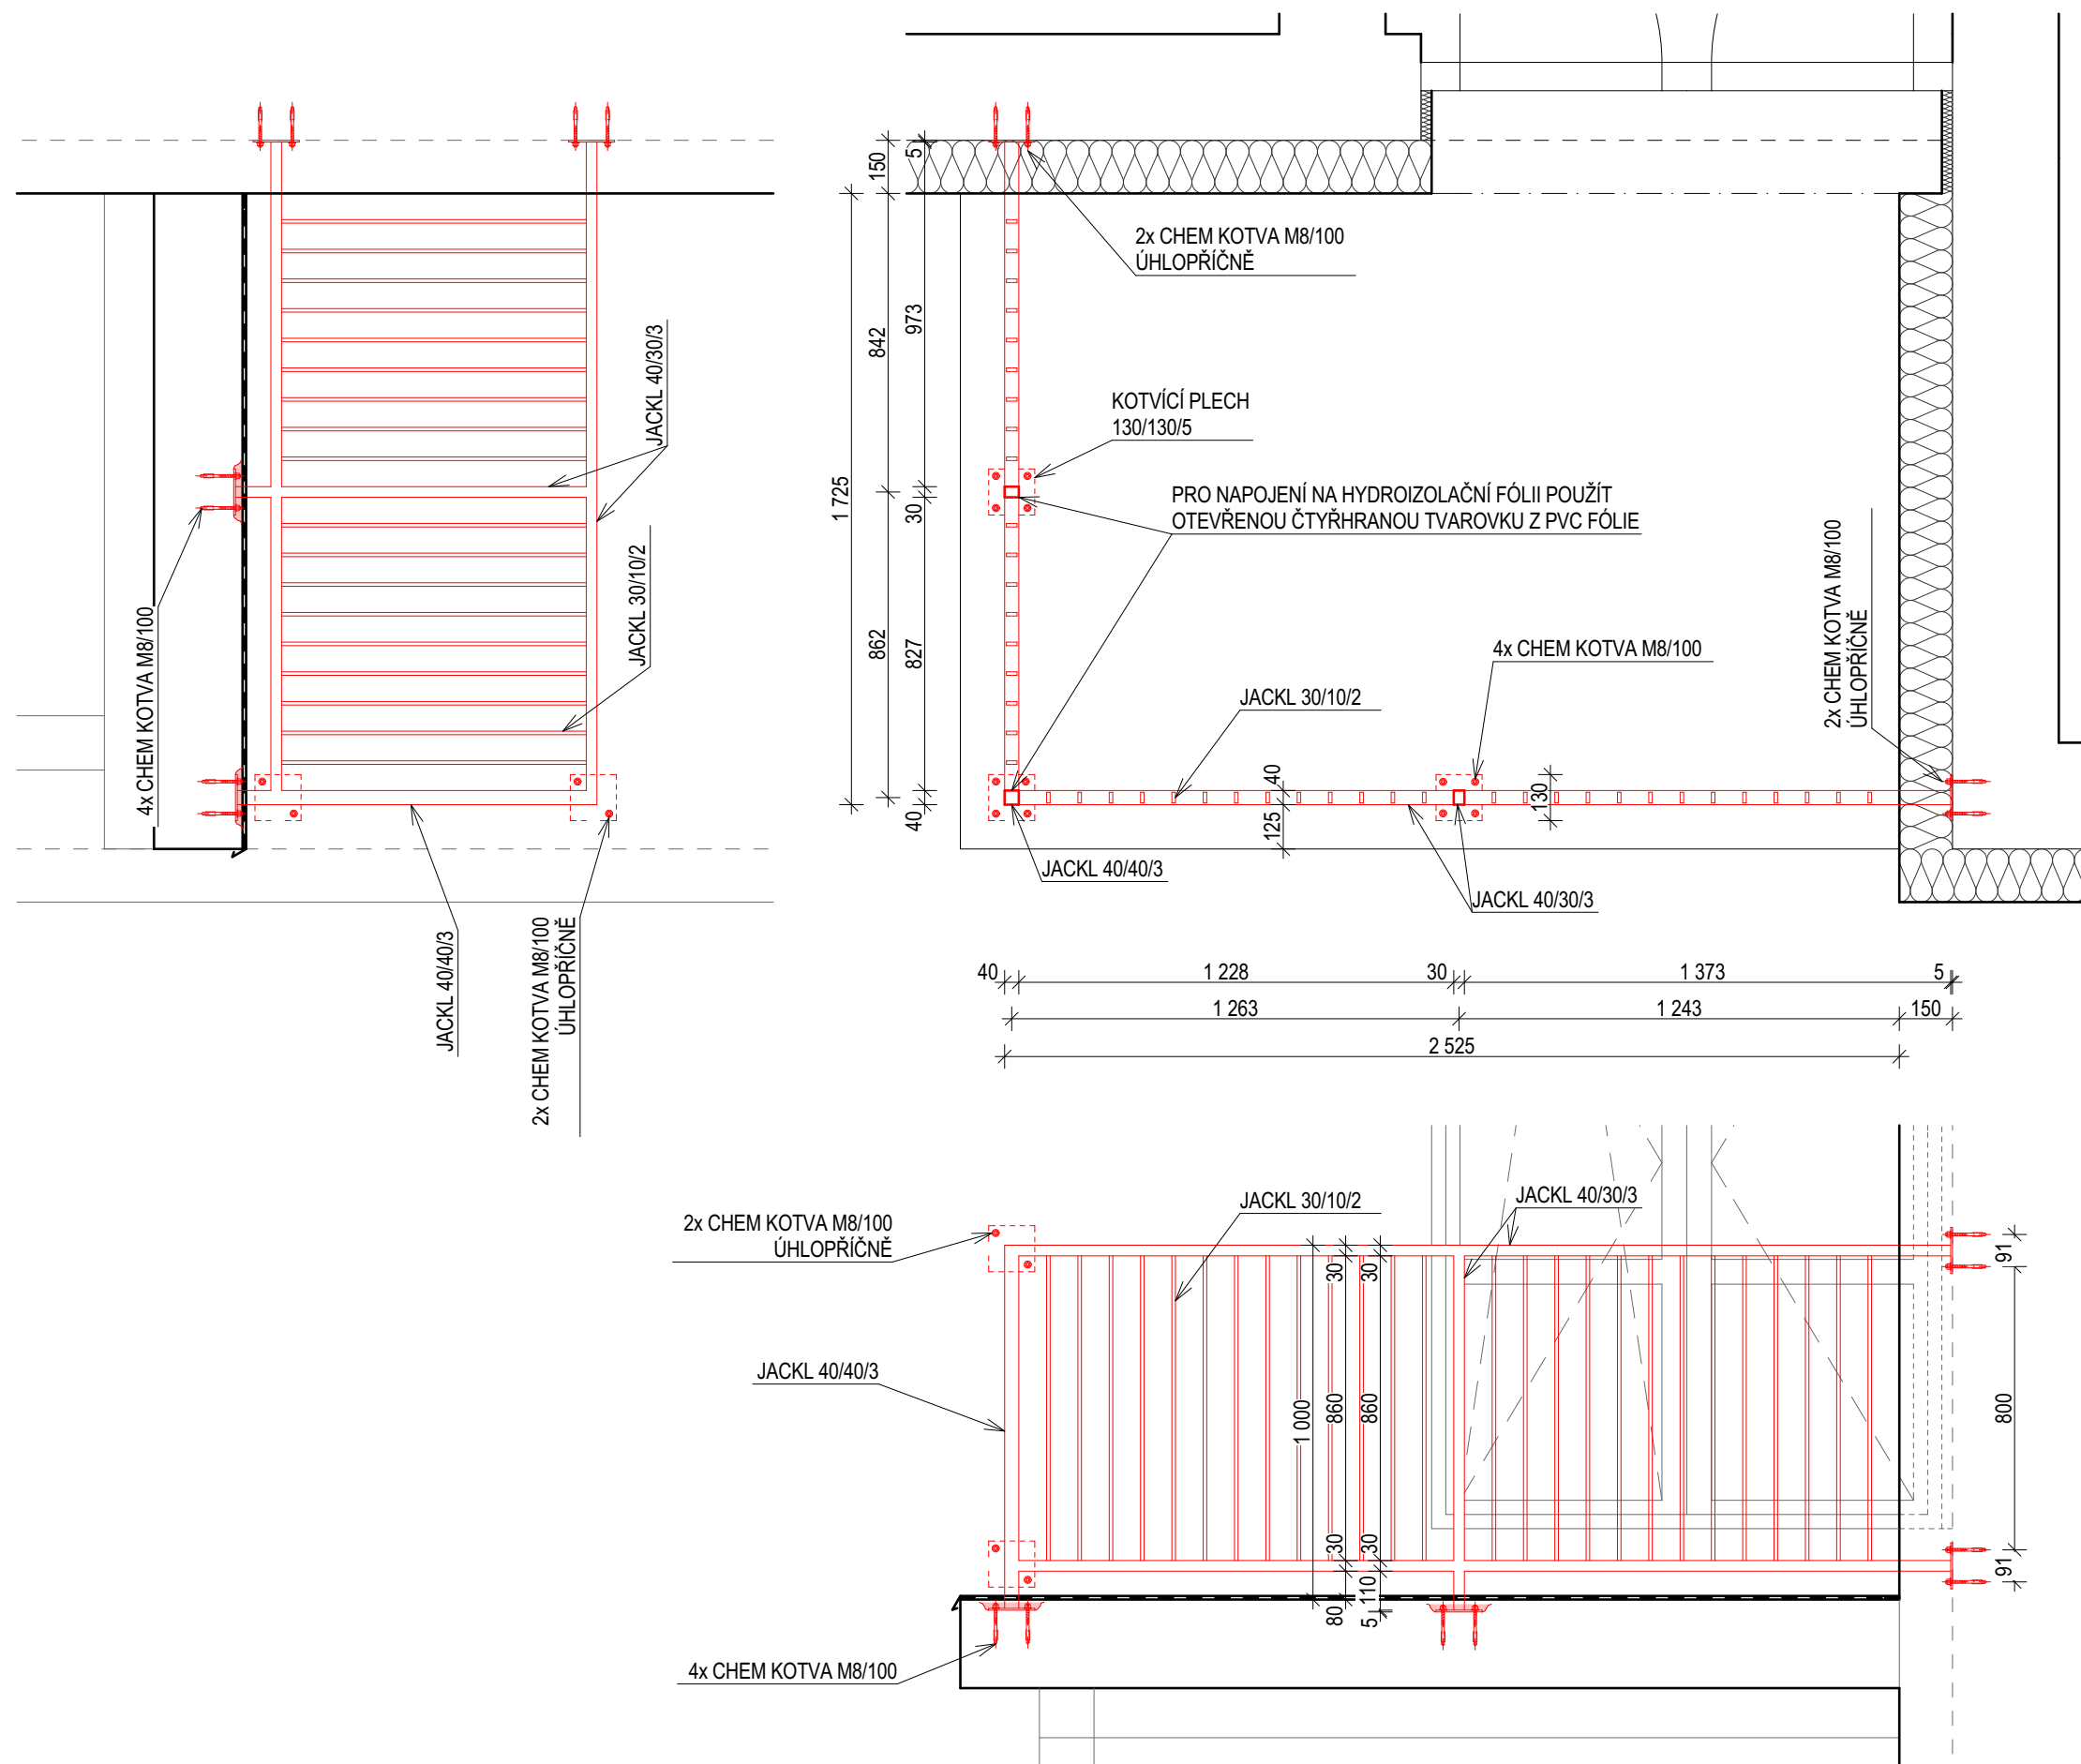 JACKL 40/30/3
JACKL 30/10/2
4x CHEM KOTVA M8/100
JACKL 40/40/3
2x CHEM KOTVA M8/100
ÚHLOPŘÍČNĚ
150
5
1 725
842
973
30
862
827
40
2x CHEM KOTVA M8/100
ÚHLOPŘÍČNĚ
KOTVÍCÍ PLECH
130/130/5
PRO NAPOJENÍ NA HYDROIZOLAČNÍ FÓLII POUŽÍT
OTEVŘENOU ČTYŘHRANOU TVAROVKU Z PVC FÓLIE
2x CHEM KOTVA M8/100
ÚHLOPŘÍČNĚ
4x CHEM KOTVA M8/100
JACKL 30/10/2
40
125
130
JACKL 40/40/3
JACKL 40/30/3
40
1 228
30
1 373
5
1 263
1 243
150
2 525
2x CHEM KOTVA M8/100
ÚHLOPŘÍČNĚ
JACKL 30/10/2
JACKL 40/30/3
JACKL 40/40/3
1 000
30
860
30
80
30
860
30
110
5
91
800
91
4x CHEM KOTVA M8/100